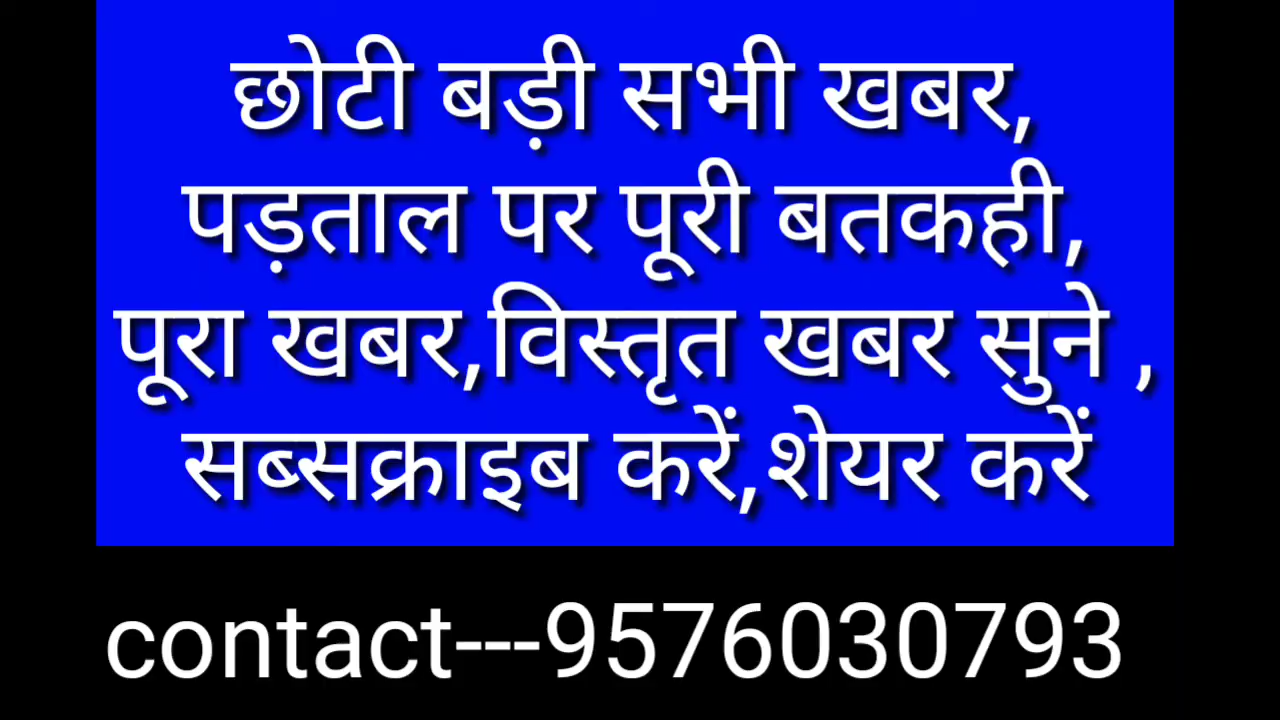 छोटी बड़ी सभी खबर,
पड़ताल पर पूरी बतकही,
पूरा खबर,विस्तृत खबर सुने ,
सब्सक्राइब करें,शेयर करें
contact---9576030793